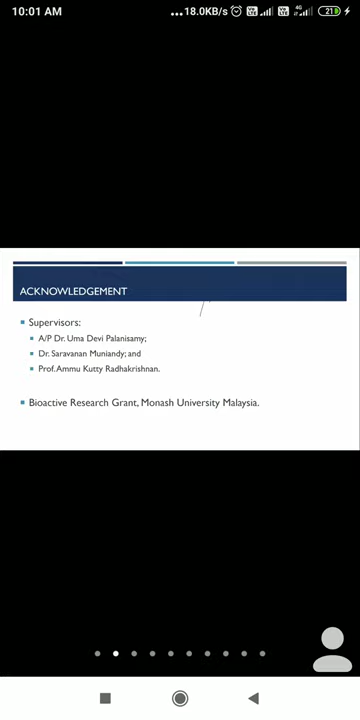 10:01 AM
...18.0KB/s
4G
21
ACKNOWLEDGEMENT
Supervisors:
A/P Dr. Uma Devi Palanisamy;
Dr. Saravanan Muniandy; and
Prof. Ammu Kutty Radhakrishnan.
Bioactive Research Grant, Monash University Malaysia.